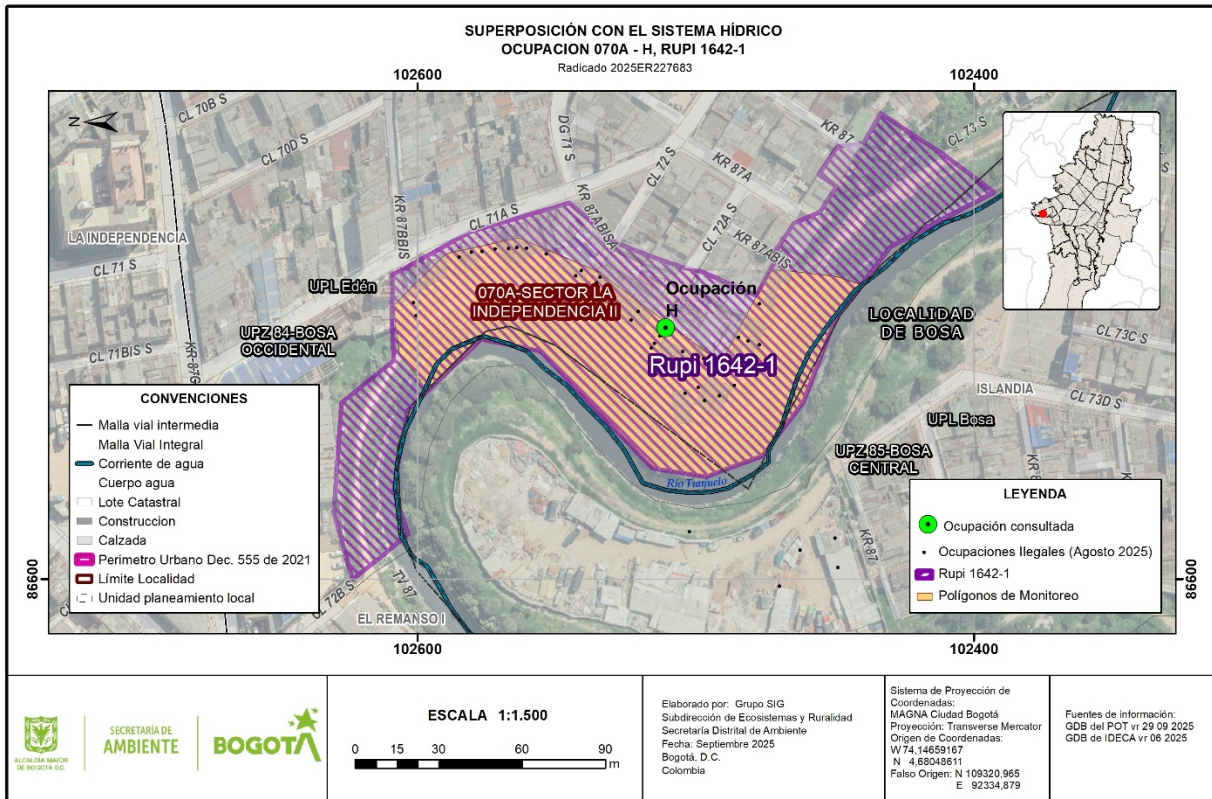 SUPERPOSICIÓN CON EL SISTEMA HÍDRICO
OCUPACION 070A - H, RUPI 1642-1
Radicado 2025ER227683
102600
102400
N
CL 70B S
CL 70D S
DG 71 S
CL 72 S
KR 87A
KR 87
CL 73 S
KR 87BBIS
CL 71A S
KR 87ABISA
CL 72A S
KR 87ABIS
LA INDEPENDENCIA
CL 71 S
UPL Edén
070A-SECTOR LA
INDEPENDENCIA II
Ocupación
H
LOCALIDAD
DE BOSA
UPZ 84-BOSA
OCCIDENTAL
CL 71BIS S
KR 87G
Rupi 1642-1
CL 73C S
ISLANDIA
CL 73D S
UPL Bosa
UPZ 85-BOSA
CENTRAL
Río Tunjuelo
KR 87
CL 72B S
TV 87
EL REMANSO I
CONVENCIONES
Malla vial intermedia
Malla Vial Integral
Corriente de agua
Cuerpo agua
Lote Catastral
Construccion
Calzada
Perimetro Urbano Dec. 555 de 2021
Límite Localidad
Unidad planeamiento local
LEYENDA
Ocupación consultada
Ocupaciones Ilegales (Agosto 2025)
Rupi 1642-1
Polígonos de Monitoreo
86600
86600
102600
102400
ALCALDÍA MAYOR
DE BOGOTÁ D.C.
SECRETARÍA DE
AMBIENTE
BOGOTÁ
ESCALA 1:1.500
0 15 30 60 90
m
Elaborado por: Grupo SIG
Subdirección de Ecosistemas y Ruralidad
Secretaría Distrital de Ambiente
Fecha: Septiembre 2025
Bogotá, D.C.
Colombia
Sistema de Proyección de
Coordenadas:
MAGNA Ciudad Bogotá
Proyección: Transverse Mercator
Origen de Coordenadas:
W 74,14659167
N 4,68048611
Falso Origen: N 109320,965
E 92334,879
Fuentes de información:
GDB del POT vr 29 09 2025
GDB de IDECA vr 06 2025